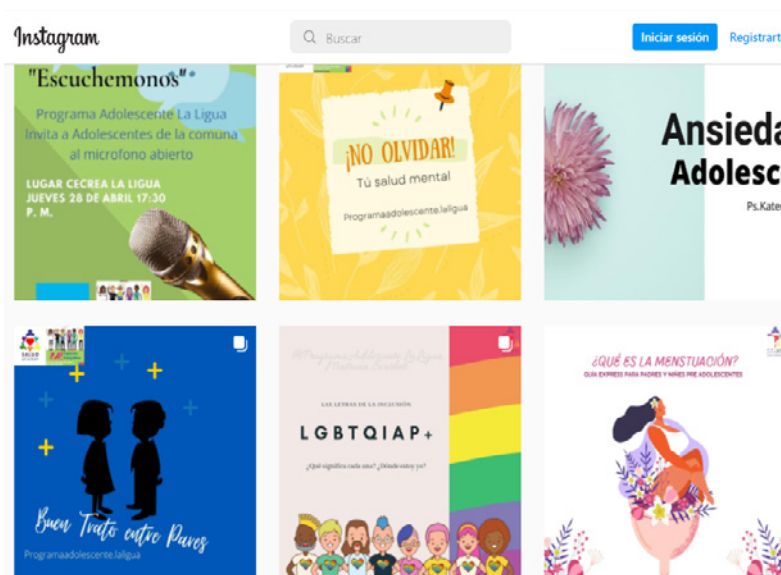 Instagram
Buscar
Iniciar sesión
Registrart
"Escuchemonos"
Programa Adolescente La Ligua
Invita a Adolescentes de la comuna
al microfono abierto
LUGAR CECREA LA LIGUA
JUEVES 28 DE ABRIL 17:30
P. M.
¡NO OLVIDAR!
Tú salud mental
Programaadolescente.laligua
Ansieda
Adolesc
Ps.Kate
SALUD
Buen Trato entre Pares
Programaadolescente.laligua
LAS LETRAS DE LA INCLUSIÓN
LGBTQIAP+
¿Qué significa cada una? ¿Dónde estoy yo?
¿QUÉ ES LA MENSTUACIÓN?
GUÍA EXPRESS PARA PADRES Y NIÑES PRE ADOLESCENTES